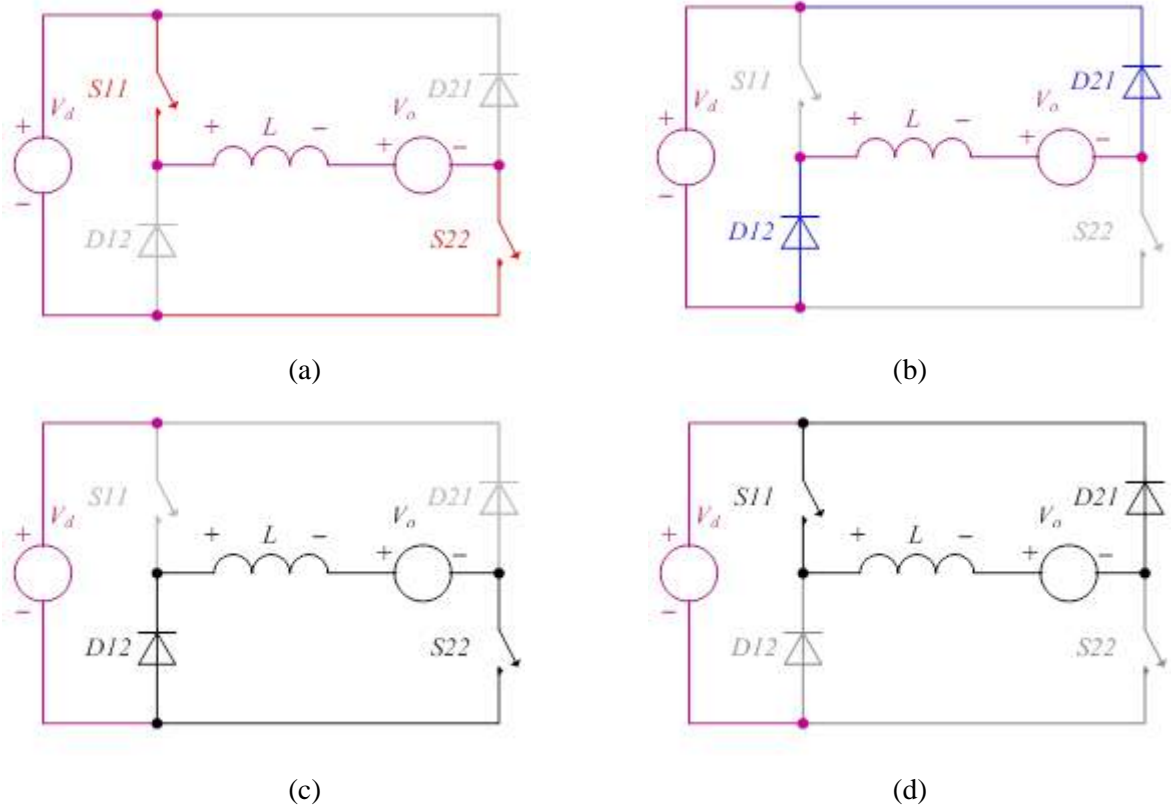 S11
D21
+
V_d
+ L −
V_o
+ −
−
D12
S22
(a)
S11
D21
+
V_d
+ L −
V_o
+ −
−
D12
S22
(b)
S11
D21
+
V_d
+ L −
V_o
+ −
−
D12
S22
(c)
S11
D21
+
V_d
+ L −
V_o
+ −
−
D12
S22
(d)